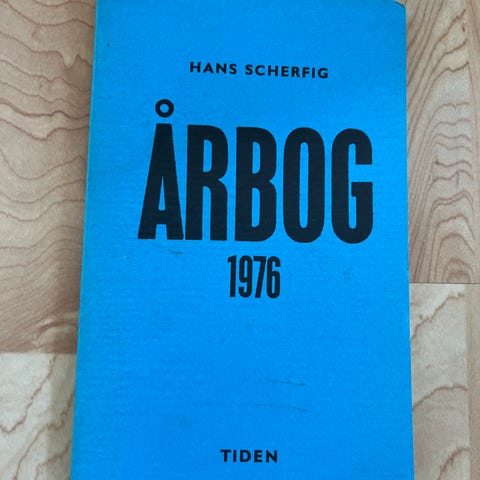 HANS SCHERFIG
ÅRBOG
1976
TIDEN